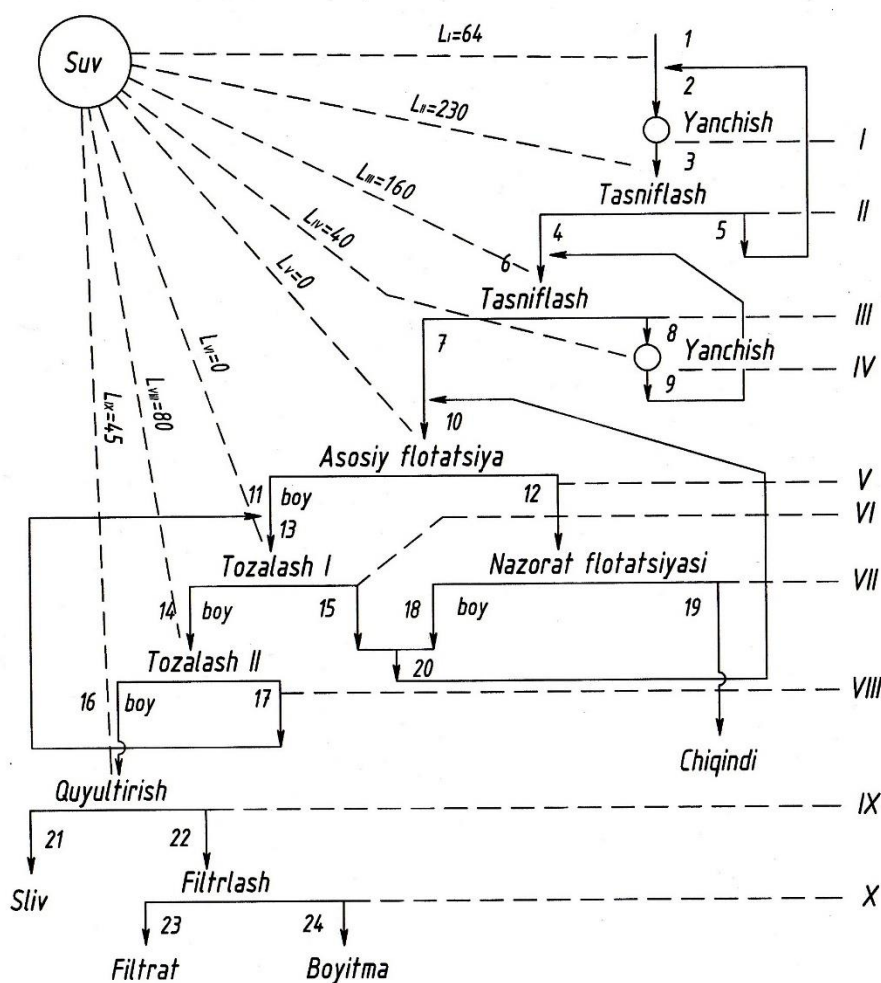 Suv
L_I=64
1
2
Yanchish
I
L_II=230
3
Tasniflash
II
L_III=160
4
5
L_IV=40
6
Tasniflash
III
L_V=0
7
8
Yanchish
IV
9
L_VI=0
L_VIII=80
L_IX=45
10
Asosiy flotatsiya
V
11
boy
12
VI
13
Tozalash I
Nazorat flotatsiyasi
VII
14
boy
15
18
boy
19
Tozalash II
20
16
boy
17
VIII
Chiqindi
Quyultirish
IX
21
22
Sliv
Filtrlash
X
23
24
Filtrat
Boyitma